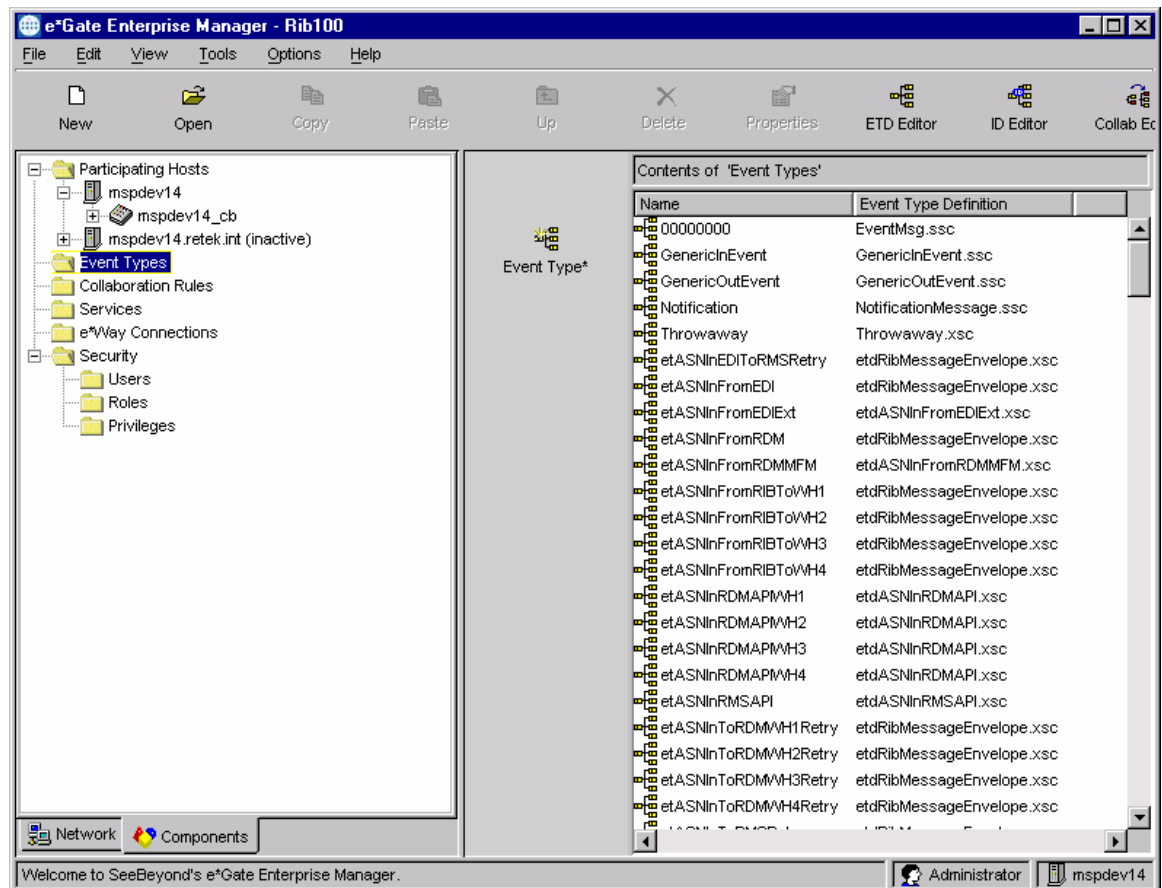 e*Gate Enterprise Manager - Rib100
File Edit View Tools Options Help
New Open Copy Paste Up Delete Properties ETD Editor ID Editor Collab Ec
Participating Hosts
mspdev14
mspdev14_cb
mspdev14.retek.int (inactive)
Event Types
Collaboration Rules
Services
e*Way Connections
Security
Users
Roles
Privileges
Network Components
Event Type*
Contents of 'Event Types'
Name Event Type Definition
00000000 EventMsg.ssc
GenericInEvent GenericInEvent.ssc
GenericOutEvent GenericOutEvent.ssc
Notification NotificationMessage.ssc
Throwaway Throwaway.xsc
etASNInEDIToRMSRetry etdRibMessageEnvelope.xsc
etASNInFromEDI etdRibMessageEnvelope.xsc
etASNInFromEDIExt etdASNInFromEDIExt.xsc
etASNInFromRDM etdRibMessageEnvelope.xsc
etASNInFromRDMMFM etdASNInFromRDMMFM.xsc
etASNInFromRIBToWH1 etdRibMessageEnvelope.xsc
etASNInFromRIBToWH2 etdRibMessageEnvelope.xsc
etASNInFromRIBToWH3 etdRibMessageEnvelope.xsc
etASNInFromRIBToWH4 etdRibMessageEnvelope.xsc
etASNInRDMAPIWH1 etdASNInRDMAPI.xsc
etASNInRDMAPIWH2 etdASNInRDMAPI.xsc
etASNInRDMAPIWH3 etdASNInRDMAPI.xsc
etASNInRDMAPIWH4 etdASNInRDMAPI.xsc
etASNInRMSAPI etdASNInRMSAPI.xsc
etASNInToRDMWH1Retry etdRibMessageEnvelope.xsc
etASNInToRDMWH2Retry etdRibMessageEnvelope.xsc
etASNInToRDMWH3Retry etdRibMessageEnvelope.xsc
etASNInToRDMWH4Retry etdRibMessageEnvelope.xsc
Welcome to SeeBeyond's e*Gate Enterprise Manager. Administrator mspdev14